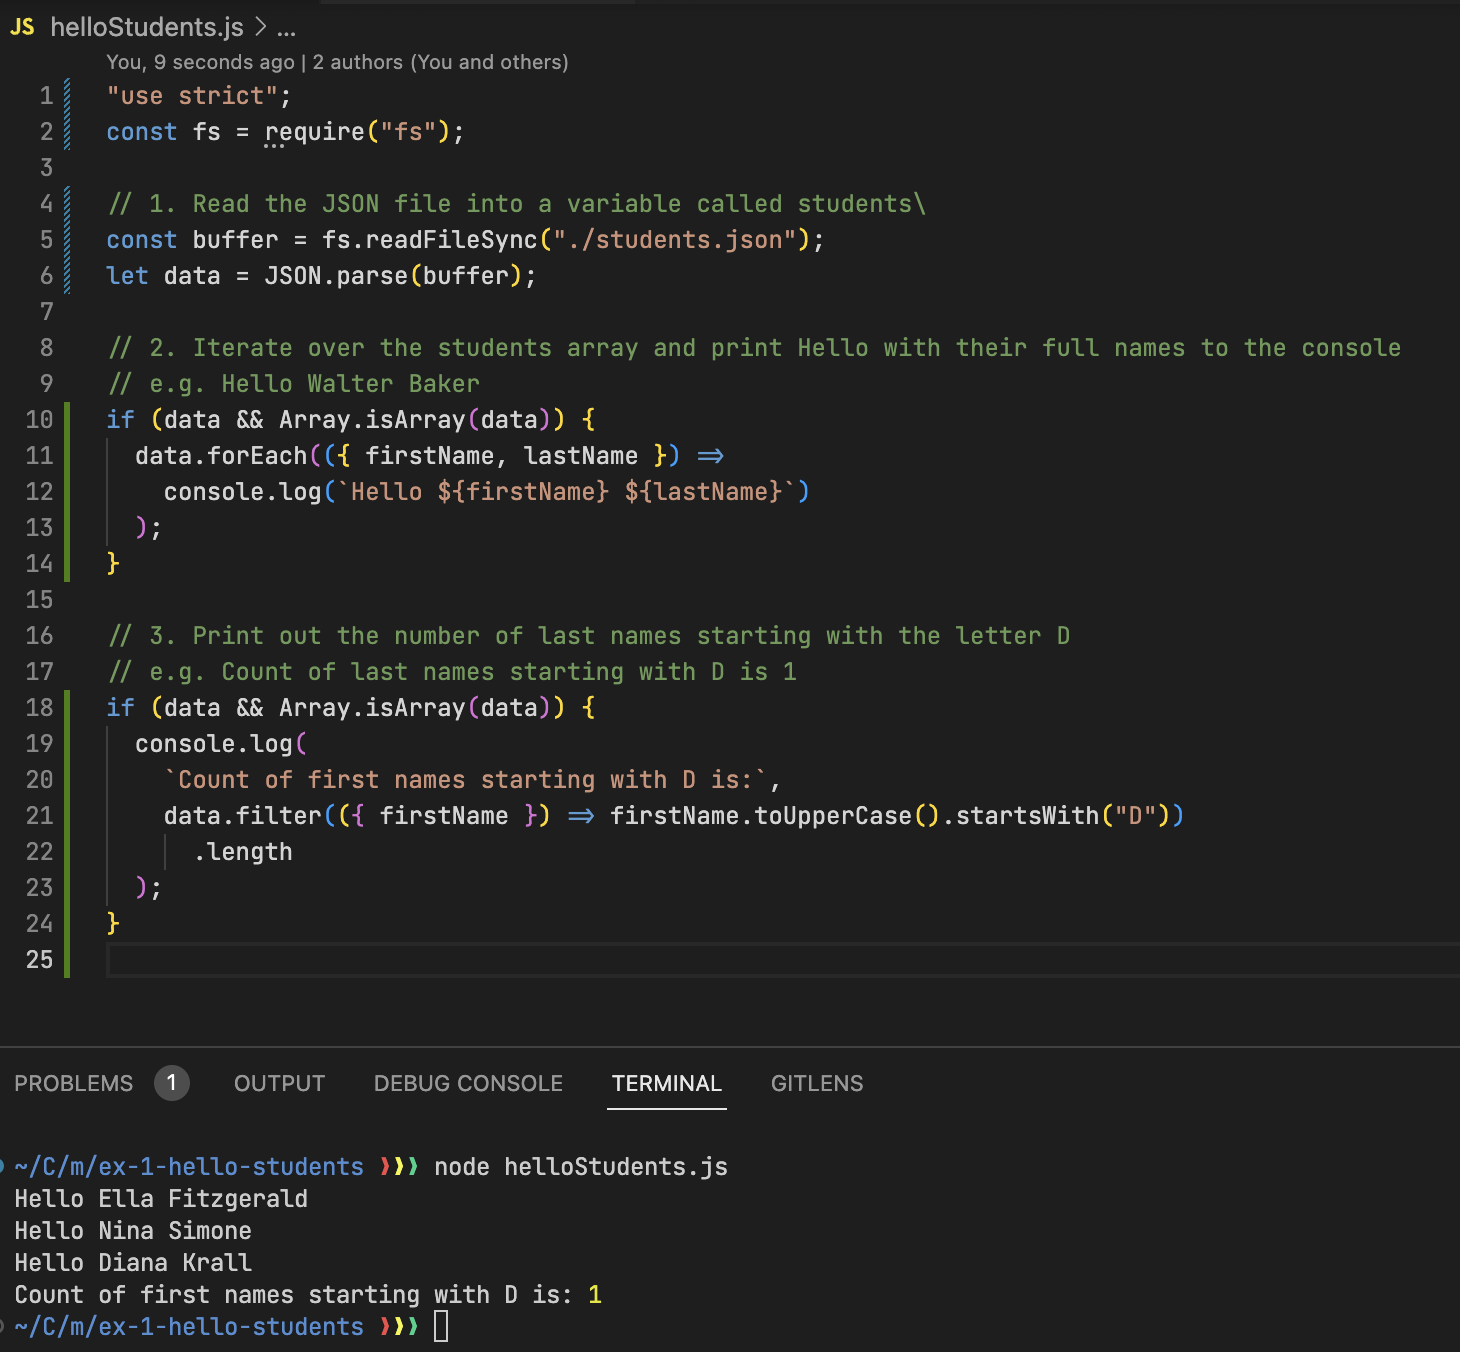 JS helloStudents.js > ...
You, 9 seconds ago | 2 authors (You and others)
1 "use strict";
2 const fs = require("fs");
3
4 // 1. Read the JSON file into a variable called students\
5 const buffer = fs.readFileSync("./students.json");
6 let data = JSON.parse(buffer);
7
8 // 2. Iterate over the students array and print Hello with their full names to the console
9 // e.g. Hello Walter Baker
10 if (data && Array.isArray(data)) {
11   data.forEach(({ firstName, lastName }) =>
12     console.log(`Hello ${firstName} ${lastName}`)
13   );
14 }
15
16 // 3. Print out the number of last names starting with the letter D
17 // e.g. Count of last names starting with D is 1
18 if (data && Array.isArray(data)) {
19   console.log(
20     `Count of first names starting with D is:`,
21     data.filter(({ firstName }) => firstName.toUpperCase().startsWith("D"))
22       .length
23   );
24 }
25
PROBLEMS 1 OUTPUT DEBUG CONSOLE TERMINAL GITLENS
~/C/m/ex-1-hello-students ❯❯❯ node helloStudents.js
Hello Ella Fitzgerald
Hello Nina Simone
Hello Diana Krall
Count of first names starting with D is: 1
~/C/m/ex-1-hello-students ❯❯❯